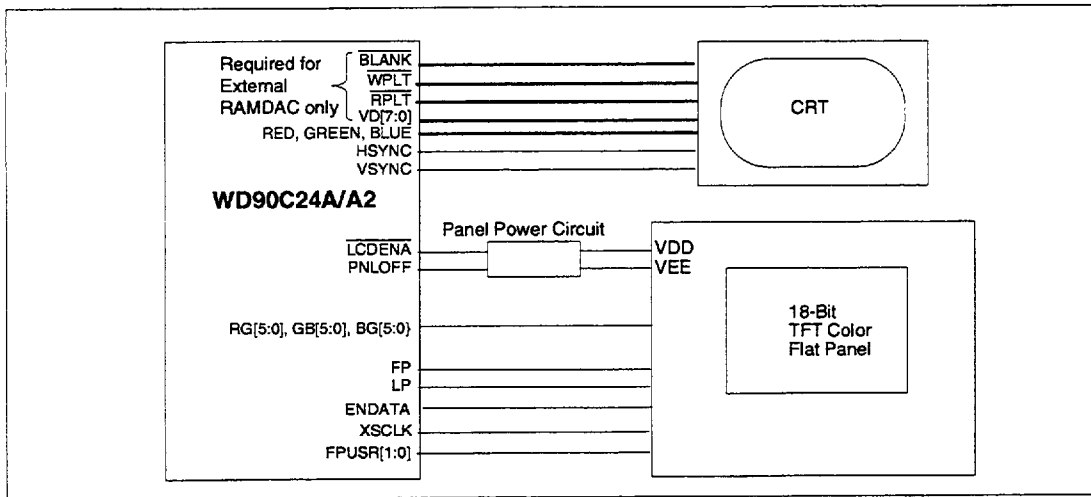 Required for
External
RAMDAC only
BLANK
WPLT
RPLT
VD[7:0]
RED, GREEN, BLUE
HSYNC
VSYNC
CRT
WD90C24A/A2
Panel Power Circuit
LCDENA
PNLOFF
VDD
VEE
RG[5:0], GB[5:0], BG[5:0}
18-Bit
TFT Color
Flat Panel
FP
LP
ENDATA
XSCLK
FPUSR[1:0]